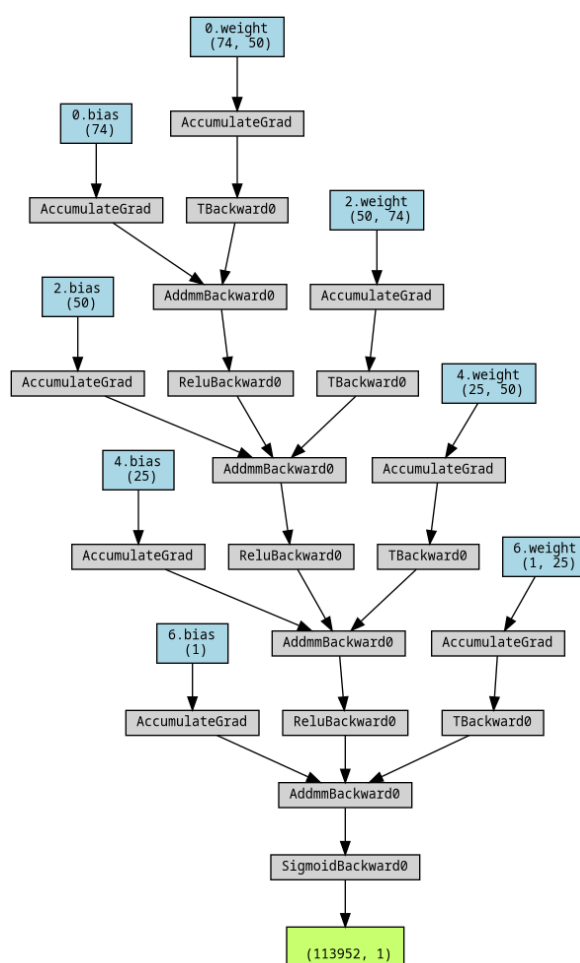 0.weight
(74, 50)
0.bias
(74)
AccumulateGrad
AccumulateGrad
TBackward0
2.weight
(50, 74)
2.bias
(50)
AddmmBackward0
AccumulateGrad
AccumulateGrad
ReluBackward0
TBackward0
4.weight
(25, 50)
4.bias
(25)
AddmmBackward0
AccumulateGrad
AccumulateGrad
ReluBackward0
TBackward0
6.weight
(1, 25)
6.bias
(1)
AddmmBackward0
AccumulateGrad
AccumulateGrad
ReluBackward0
TBackward0
AddmmBackward0
SigmoidBackward0
(113952, 1)